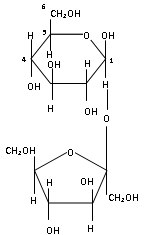 6
CH₂OH
H 5 O OH
H
4 OH H 1
OH
H OH H
O
CH₂OH O
H OH CH₂OH
H H
OH